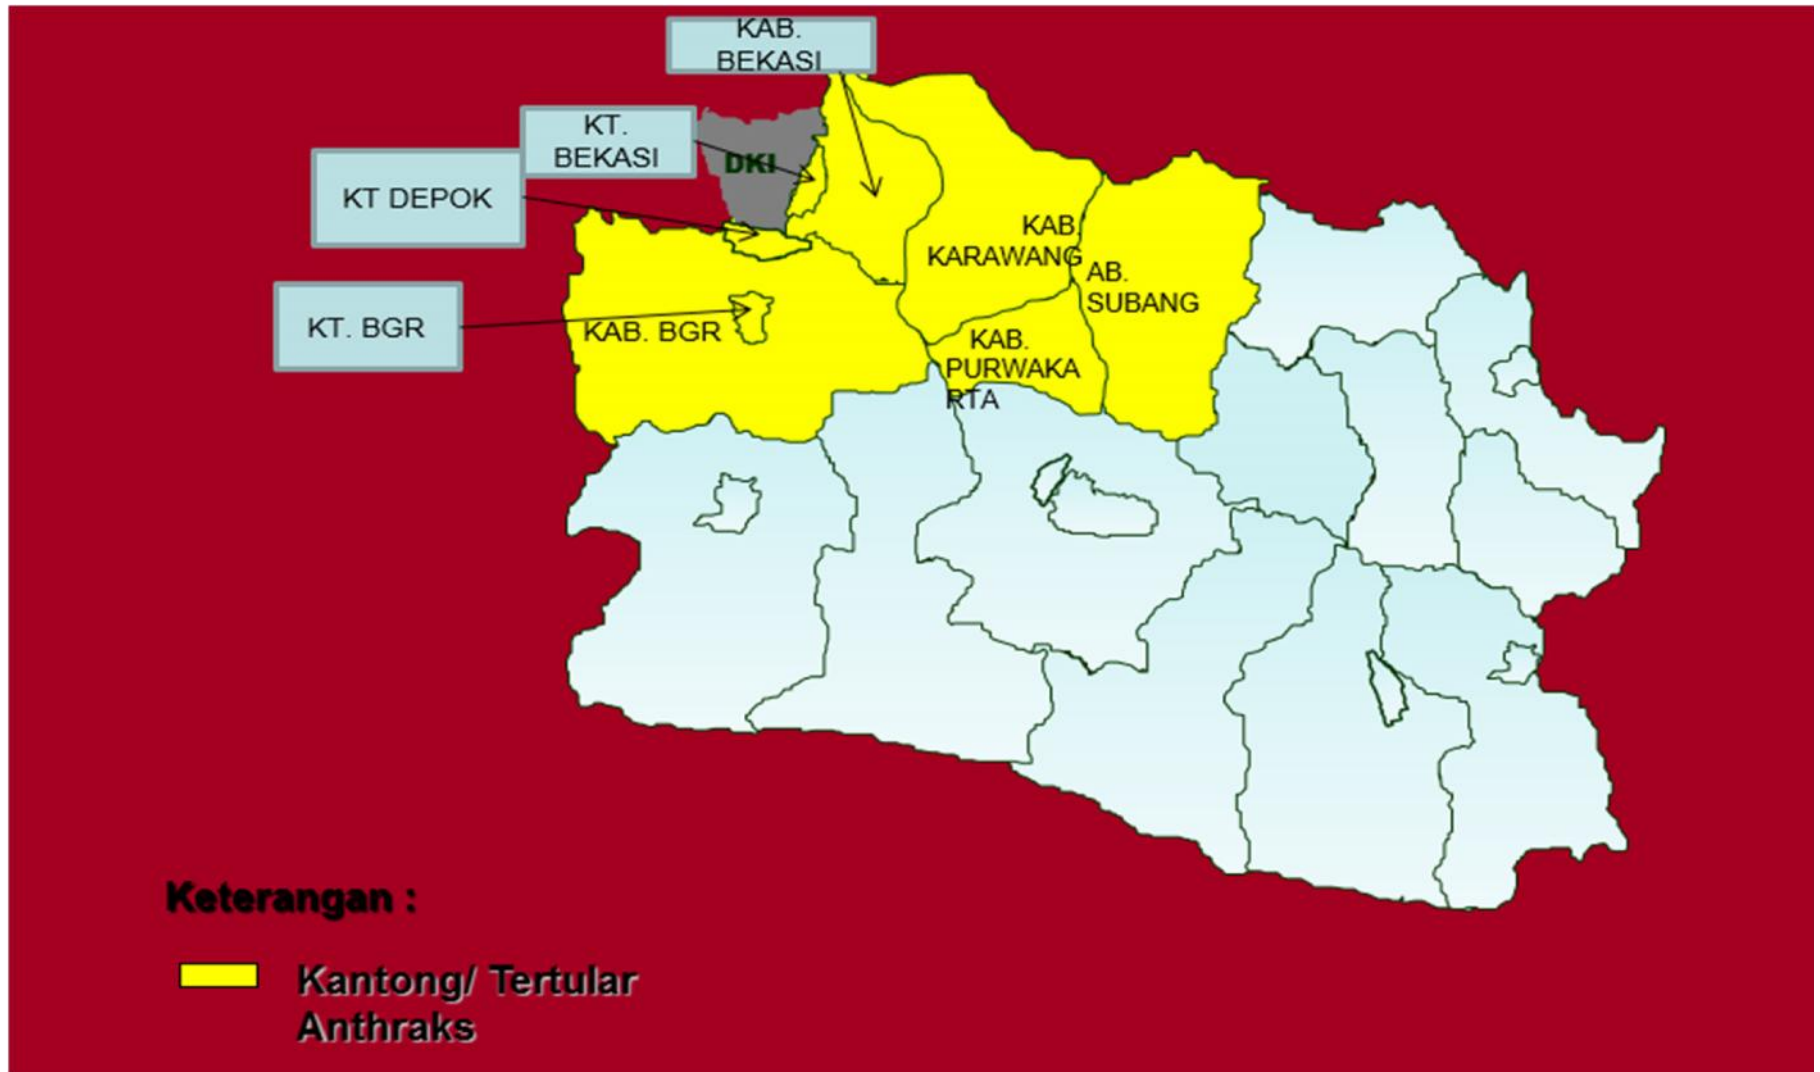 KAB.
BEKASI
KT.
BEKASI
DKI
KT DEPOK
KAB.
KARAWANG
AB.
SUBANG
KT. BGR
KAB. BGR
KAB.
PURWAKA
RTA
Keterangan :
Kantong/ Tertular
Anthraks